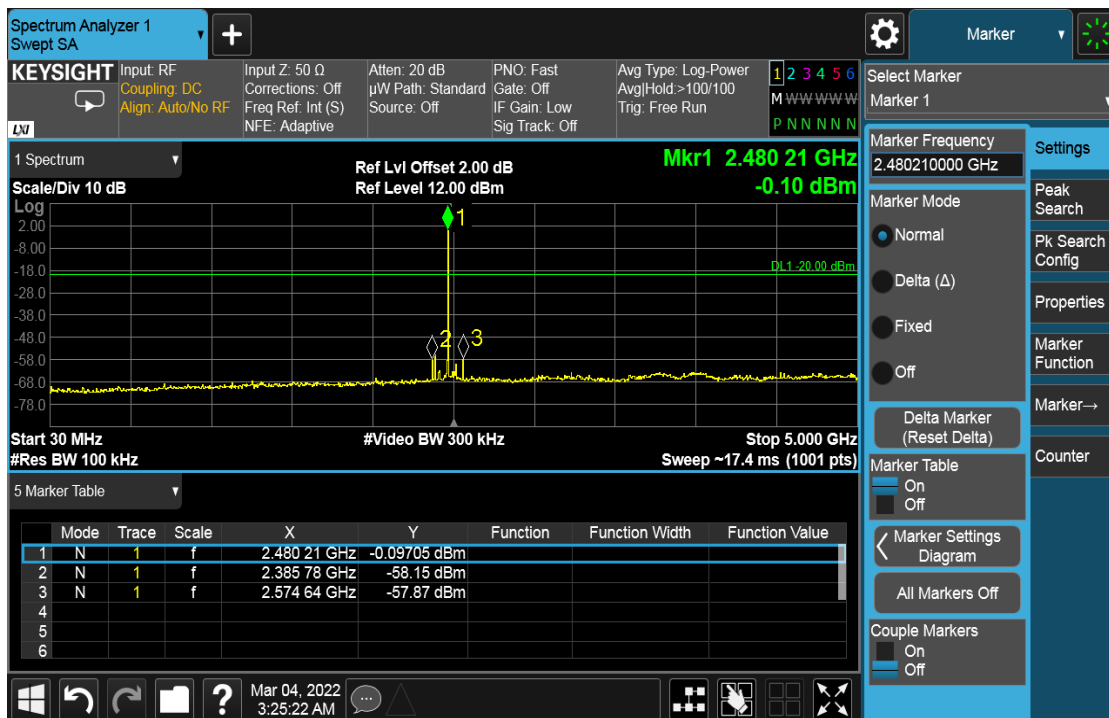 Spectrum Analyzer 1
Swept SA
Marker
KEYSIGHT
LXI
Input: RF
Coupling: DC
Align: Auto/No RF
Input Z: 50 Ω
Corrections: Off
Freq Ref: Int (S)
NFE: Adaptive
Atten: 20 dB
µW Path: Standard
Source: Off
PNO: Fast
Gate: Off
IF Gain: Low
Sig Track: Off
Avg Type: Log-Power
Avg|Hold:>100/100
Trig: Free Run
1 2 3 4 5 6
M W W W W W
P N N N N N
Select Marker
Marker 1
1 Spectrum
Scale/Div 10 dB
Ref Lvl Offset 2.00 dB
Ref Level 12.00 dBm
Mkr1 2.480 21 GHz
-0.10 dBm
Log
2.00
-8.00
-18.0
-28.0
-38.0
-48.0
-58.0
-68.0
-78.0
1
DL1 -20.00 dBm
2
3
Start 30 MHz
#Video BW 300 kHz
Stop 5.000 GHz
#Res BW 100 kHz
Sweep ~17.4 ms (1001 pts)
5 Marker Table
Mode Trace Scale X Y Function Function Width Function Value
1 N 1 f 2.480 21 GHz -0.09705 dBm
2 N 1 f 2.385 78 GHz -58.15 dBm
3 N 1 f 2.574 64 GHz -57.87 dBm
4
5
6
Marker Frequency
2.480210000 GHz
Marker Mode
Normal
Delta (Δ)
Fixed
Off
Delta Marker
(Reset Delta)
Marker Table
On
Off
Marker Settings
Diagram
All Markers Off
Couple Markers
On
Off
Settings
Peak
Search
Pk Search
Config
Properties
Marker
Function
Marker→
Counter
?
Mar 04, 2022
3:25:22 AM